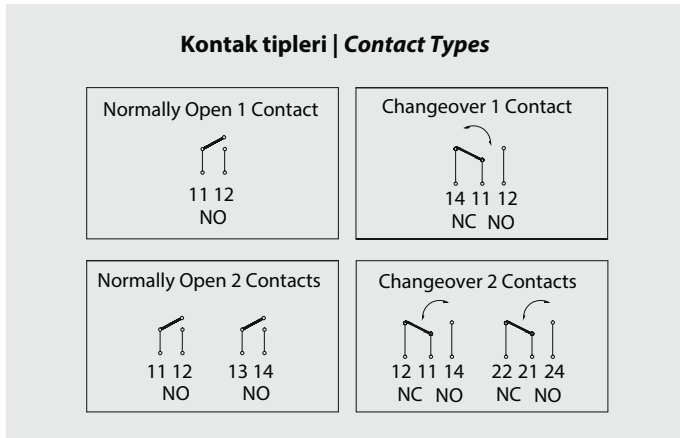 Kontak tipleri | Contact Types
Normally Open 1 Contact
11 12
NO
Changeover 1 Contact
14 11 12
NC NO
Normally Open 2 Contacts
11 12 13 14
NO NO
Changeover 2 Contacts
12 11 14 22 21 24
NC NO NC NO